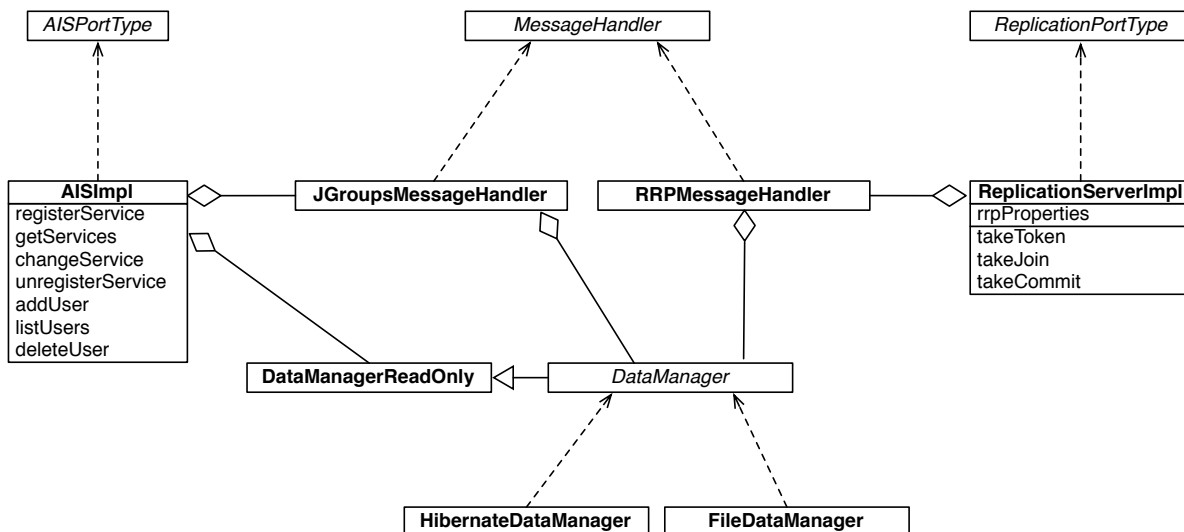 AISPortType
MessageHandler
ReplicationPortType
AISImpl
registerService
getServices
changeService
unregisterService
addUser
listUsers
deleteUser
JGroupsMessageHandler
RRPMessageHandler
ReplicationServerImpl
rrpProperties
takeToken
takeJoin
takeCommit
DataManagerReadOnly
DataManager
HibernateDataManager
FileDataManager